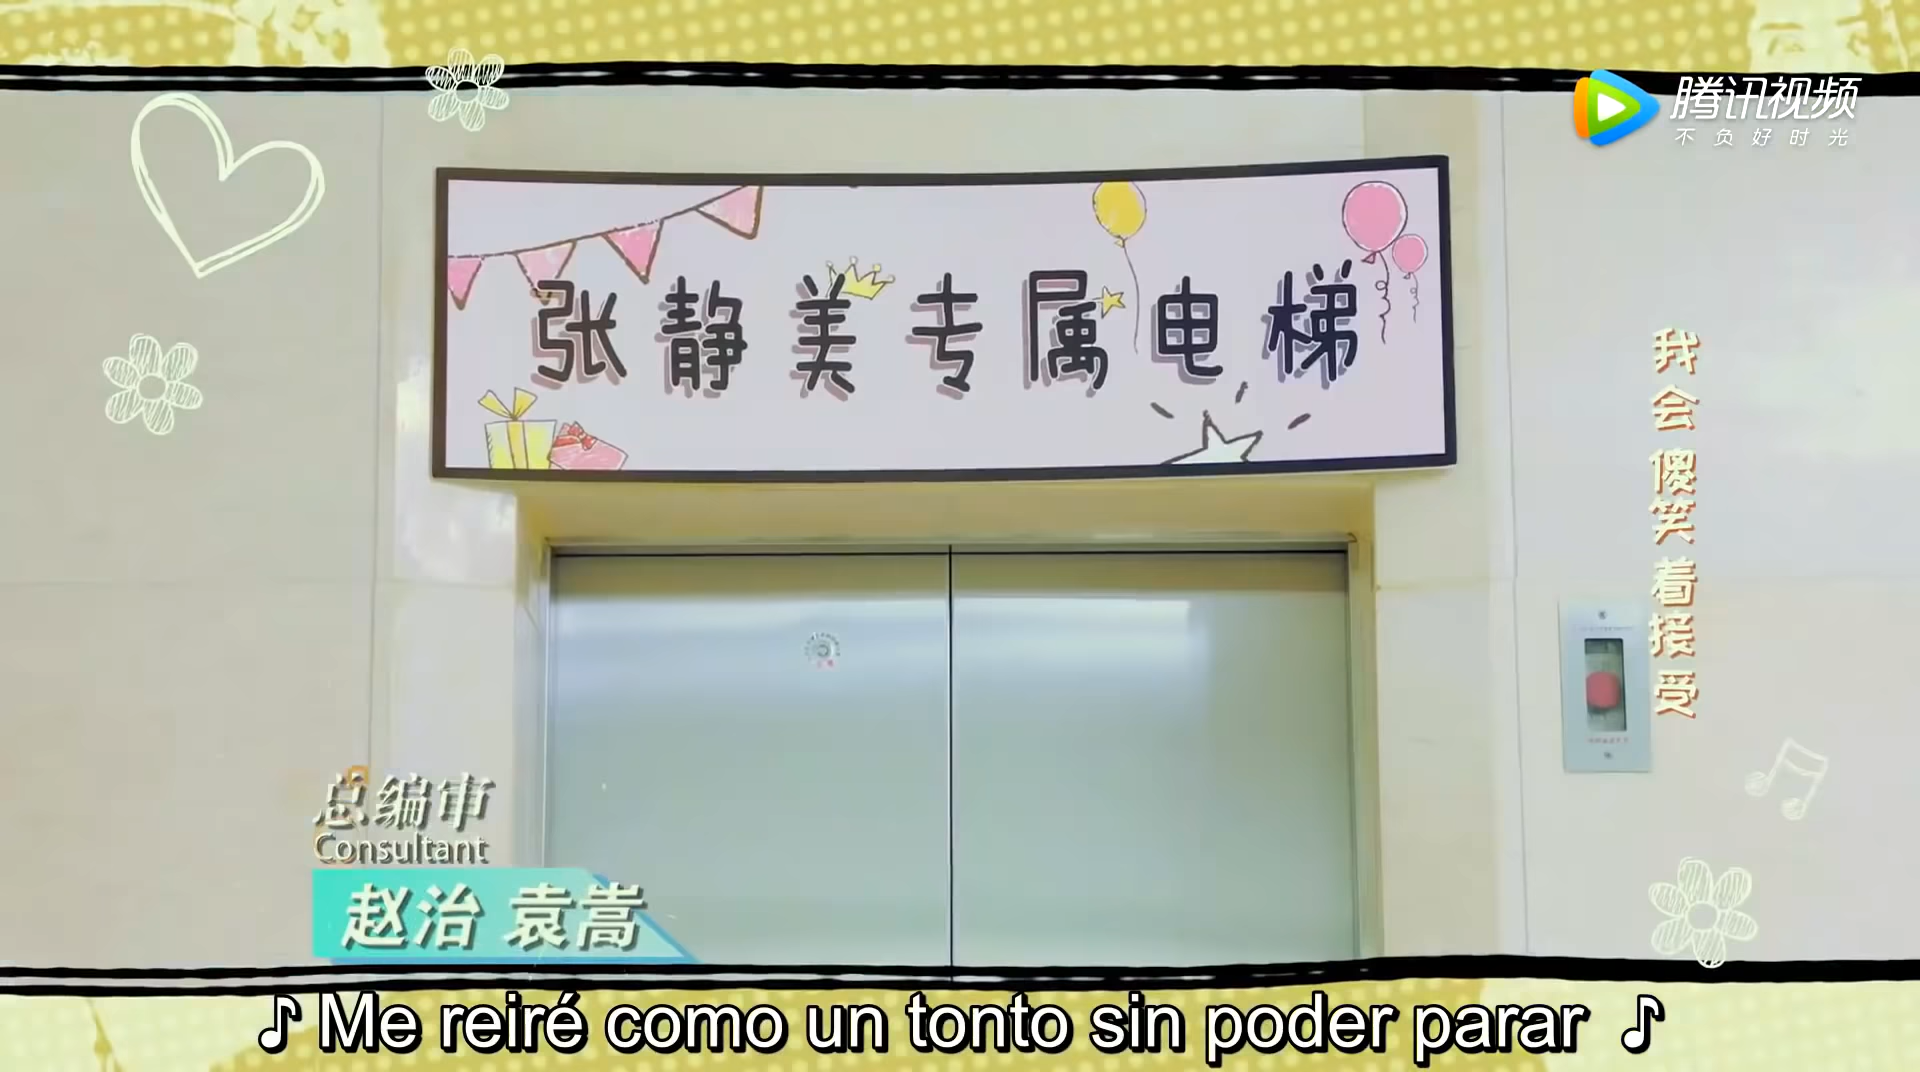 腾讯视频
不负好时光
张静美专属电梯
我会傻笑着接受
总编审
Consultant
赵治 袁嵩
♪ Me reiré como un tonto sin poder parar ♪